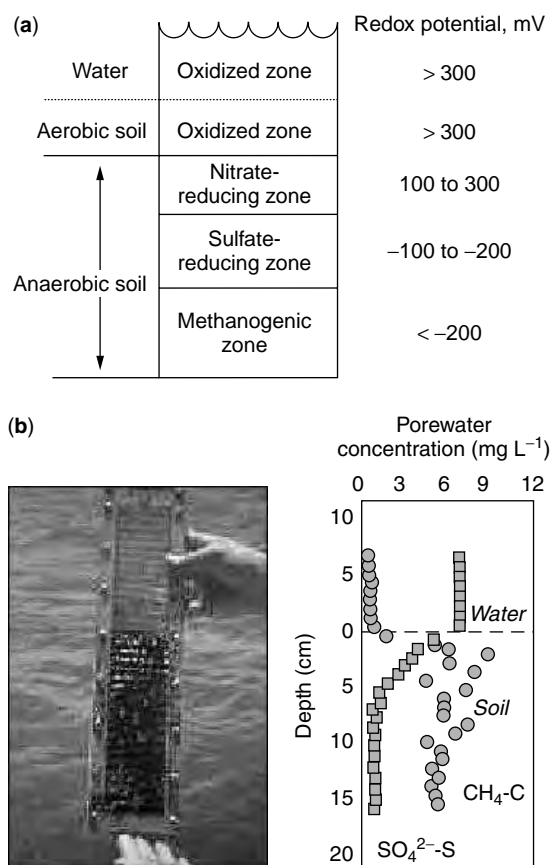 (a)
Redox potential, mV
Water
Oxidized zone
> 300
Aerobic soil
Oxidized zone
> 300
Anaerobic soil
Nitrate-
reducing zone
100 to 300
Sulfate-
reducing zone
–100 to –200
Methanogenic
zone
< –200
(b)
Porewater
concentration (mg L–1)
0 3 6 9 12
Depth (cm)
10
5
Water
0
5
Soil
10
CH4-C
15
SO42–-S
20